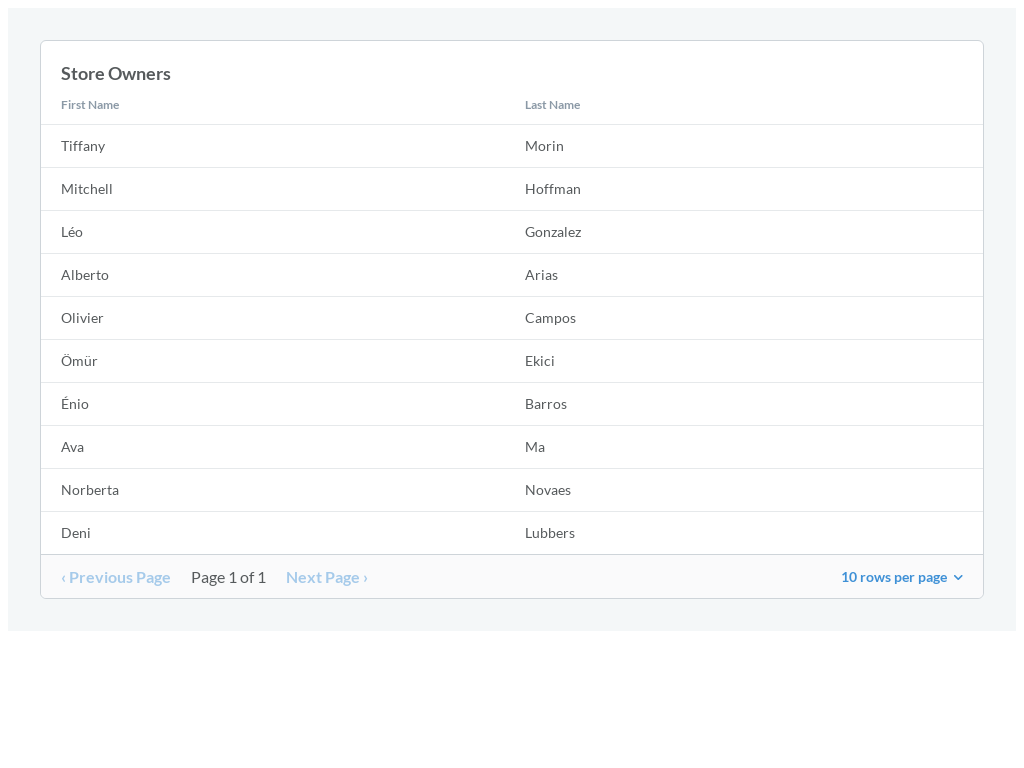 Store Owners
First Name Last Name
Tiffany Morin
Mitchell Hoffman
Léo Gonzalez
Alberto Arias
Olivier Campos
Ömür Ekici
Énio Barros
Ava Ma
Norberta Novaes
Deni Lubbers
‹ Previous Page Page 1 of 1 Next Page › 10 rows per page